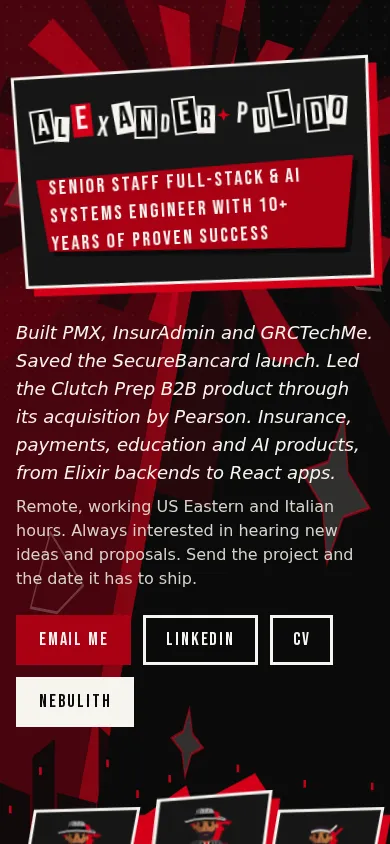 ALEXANDER PULIDO
SENIOR STAFF FULL-STACK & AI
SYSTEMS ENGINEER WITH 10+
YEARS OF PROVEN SUCCESS
Built PMX, InsurAdmin and GRCTechMe.
Saved the SecureBancard launch. Led
the Clutch Prep B2B product through
its acquisition by Pearson. Insurance,
payments, education and AI products,
from Elixir backends to React apps.
Remote, working US Eastern and Italian
hours. Always interested in hearing new
ideas and proposals. Send the project and
the date it has to ship.
EMAIL ME
LINKEDIN
CV
NEBULITH